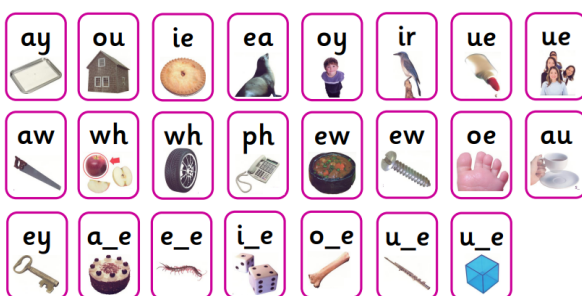 ay ou ie ea oy ir ue ue
aw wh wh ph ew ew oe au
ey a_e e_e i_e o_e u_e u_e